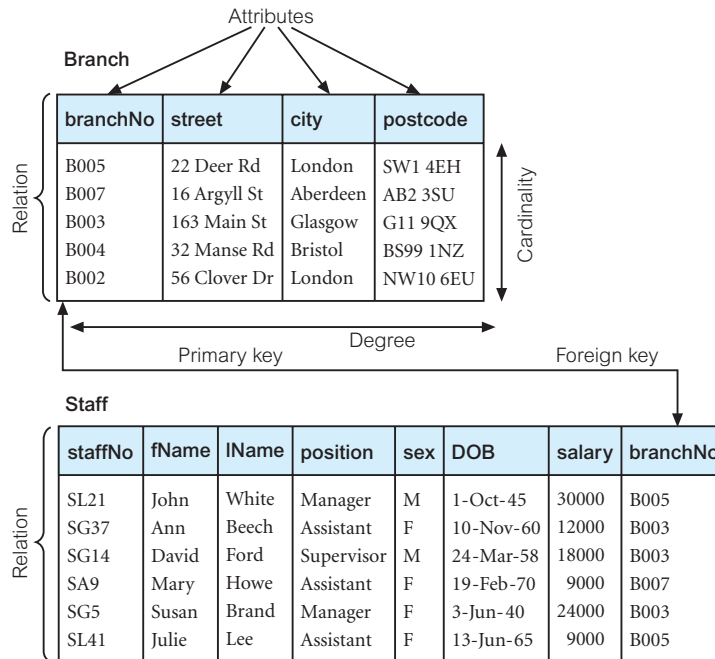 Attributes
Branch
branchNo street city postcode
B005 22 Deer Rd London SW1 4EH
B007 16 Argyll St Aberdeen AB2 3SU
B003 163 Main St Glasgow G11 9QX
B004 32 Manse Rd Bristol BS99 1NZ
B002 56 Clover Dr London NW10 6EU
Relation
Cardinality
Degree
Primary key Foreign key
Staff
staffNo fName lName position sex DOB salary branchNo
SL21 John White Manager M 1-Oct-45 30000 B005
SG37 Ann Beech Assistant F 10-Nov-60 12000 B003
SG14 David Ford Supervisor M 24-Mar-58 18000 B003
SA9 Mary Howe Assistant F 19-Feb-70 9000 B007
SG5 Susan Brand Manager F 3-Jun-40 24000 B003
SL41 Julie Lee Assistant F 13-Jun-65 9000 B005
Relation